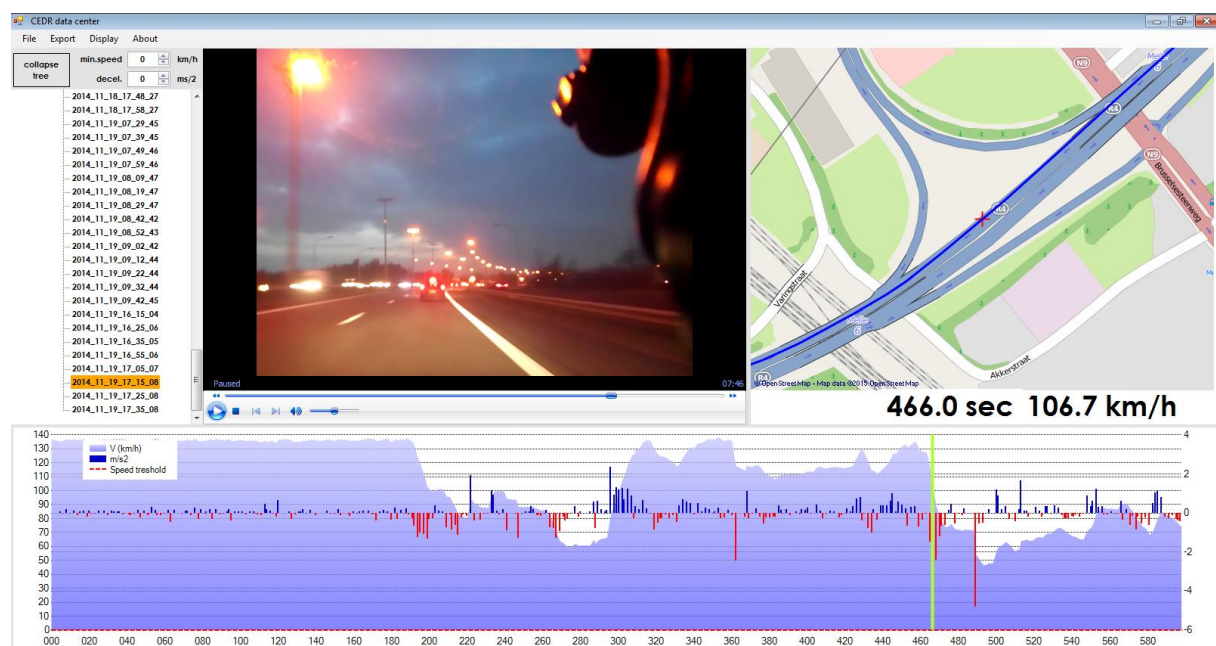 CEDR data center
File Export Display About
collapse tree
min.speed 0 km/h
decel. 0 ms/2
2014_11_18_17_48_27
2014_11_18_17_58_27
2014_11_19_07_29_45
2014_11_19_07_39_45
2014_11_19_07_49_46
2014_11_19_07_59_46
2014_11_19_08_09_47
2014_11_19_08_19_47
2014_11_19_08_29_47
2014_11_19_08_42_42
2014_11_19_08_52_43
2014_11_19_09_02_42
2014_11_19_09_12_44
2014_11_19_09_22_44
2014_11_19_09_32_44
2014_11_19_09_42_45
2014_11_19_16_15_04
2014_11_19_16_25_06
2014_11_19_16_35_05
2014_11_19_16_55_06
2014_11_19_17_05_07
2014_11_19_17_15_08
2014_11_19_17_25_08
2014_11_19_17_35_08
Paused 07:46
Melle
6
N9
R4
N9
Brusselsesteenweg
R4
Varingstraat
Melle
6
Akkerstraat
R4
© OpenStreetMap - Map data ©2015 OpenStreetMap
466.0 sec 106.7 km/h
V (km/h)
m/s2
Speed treshold
140
130
120
110
100
90
80
70
60
50
40
30
20
10
0
4
2
0
-2
-4
-6
000 020 040 060 080 100 120 140 160 180 200 220 240 260 280 300 320 340 360 380 400 420 440 460 480 500 520 540 560 580